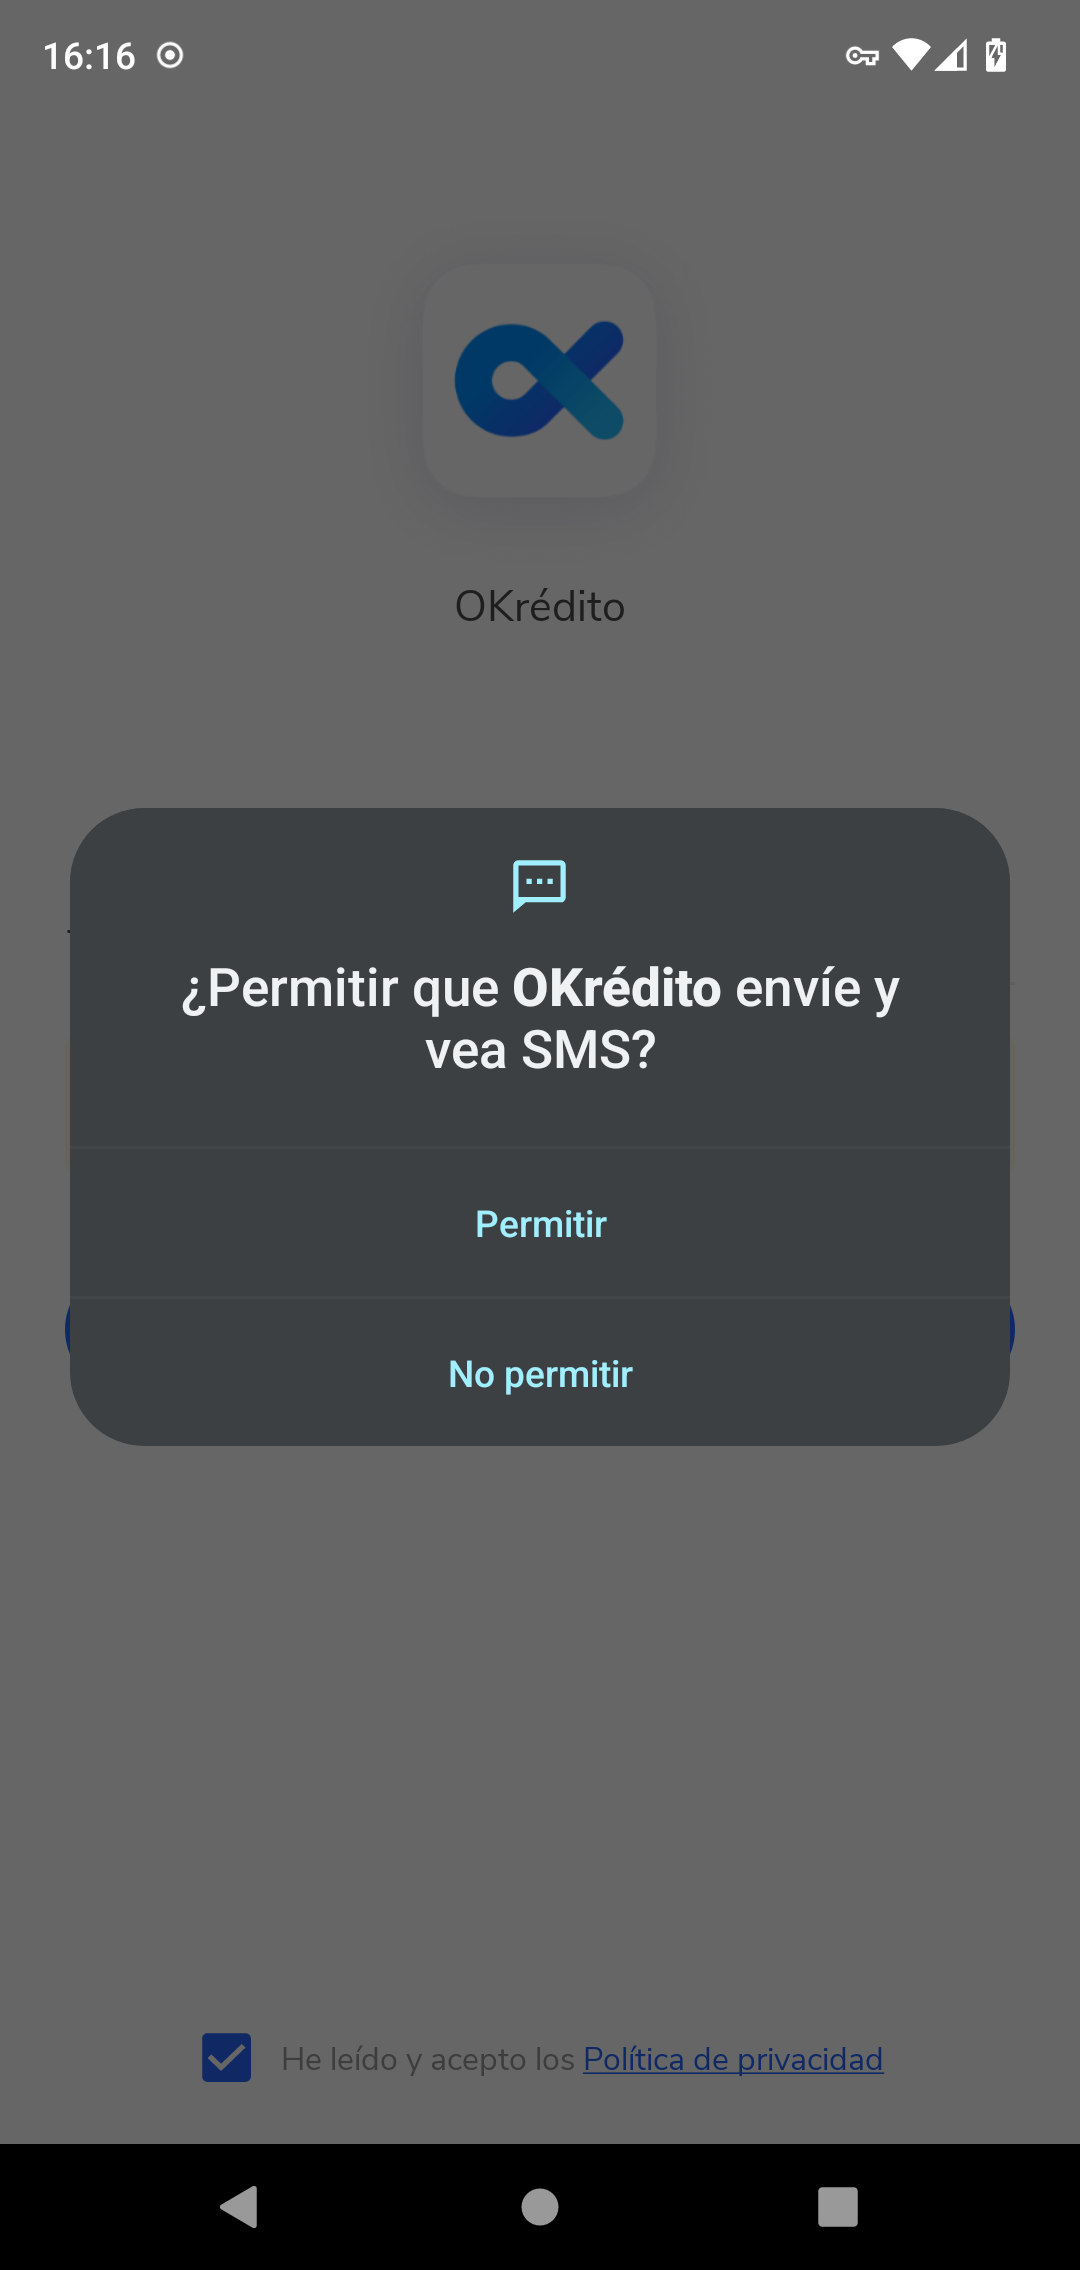 16:16
OKrédito
¿Permitir que OKrédito envíe y
vea SMS?
Permitir
No permitir
He leído y acepto los Política de privacidad